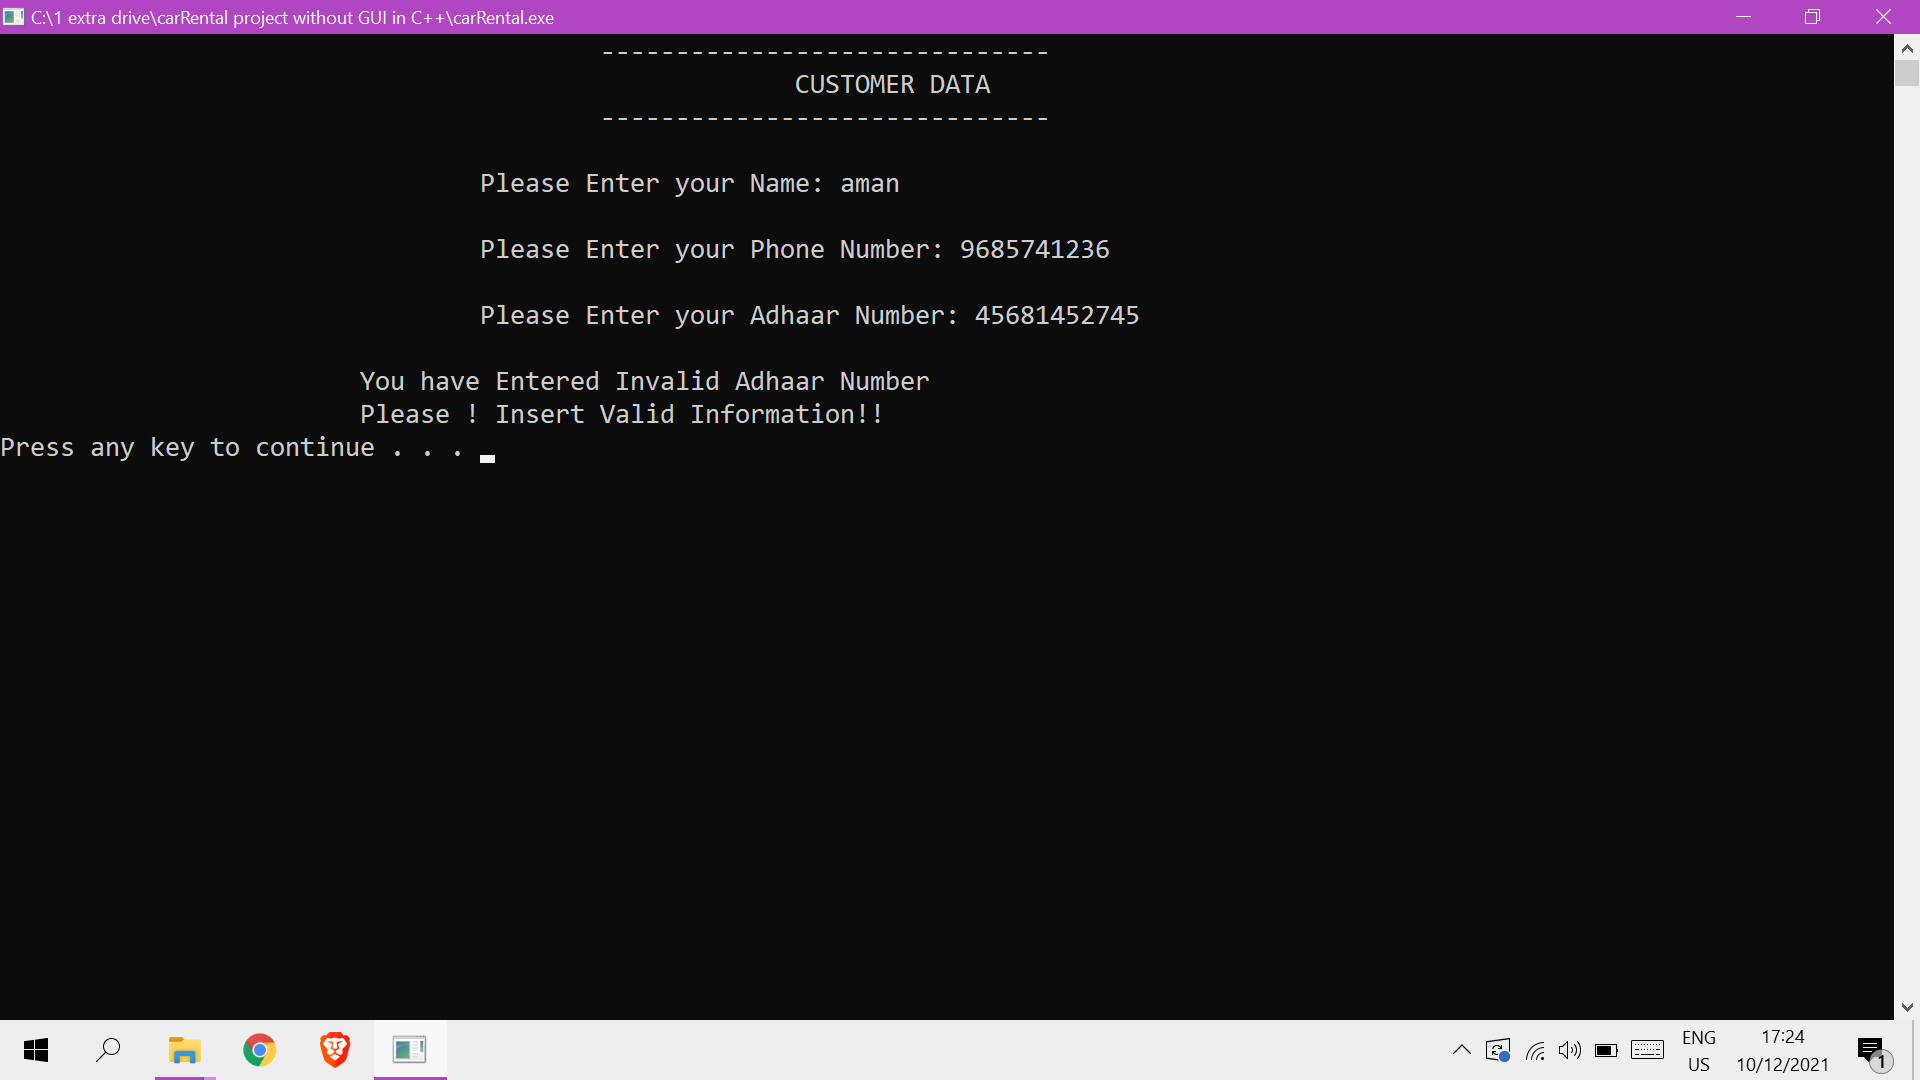 C:\1 extra drive\carRental project without GUI in C++\carRental.exe
------------------------------
CUSTOMER DATA
------------------------------
Please Enter your Name: aman
Please Enter your Phone Number: 9685741236
Please Enter your Adhaar Number: 45681452745
You have Entered Invalid Adhaar Number
Please ! Insert Valid Information!!
Press any key to continue . . .
ENG
US
17:24
10/12/2021
1